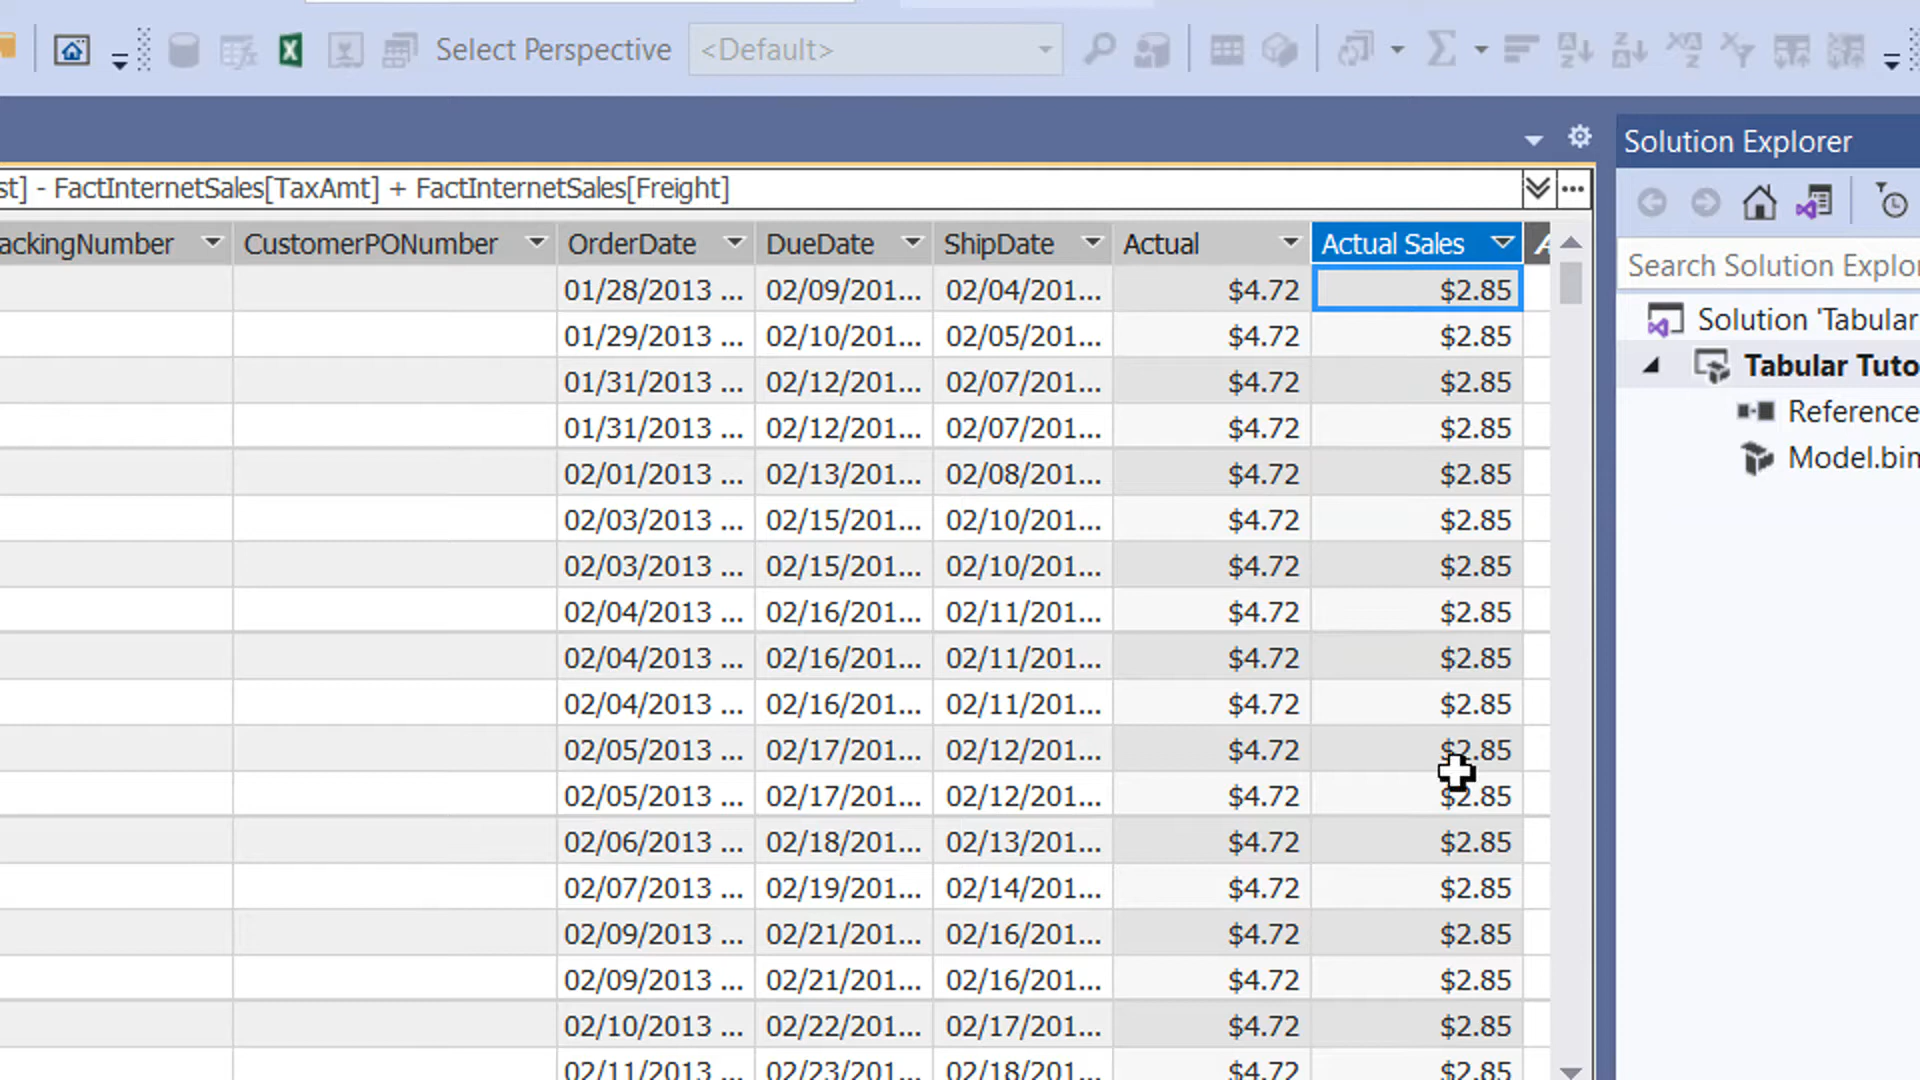 Select Perspective <Default>
Solution Explorer
st] - FactInternetSales[TaxAmt] + FactInternetSales[Freight]
Search Solution Explo
ackingNumber CustomerPONumber OrderDate DueDate ShipDate Actual Actual Sales A
Solution 'Tabular
Tabular Tuto
Reference
Model.bim
01/28/2013 ... 02/09/201... 02/04/201... $4.72 $2.85
01/29/2013 ... 02/10/201... 02/05/201... $4.72 $2.85
01/31/2013 ... 02/12/201... 02/07/201... $4.72 $2.85
01/31/2013 ... 02/12/201... 02/07/201... $4.72 $2.85
02/01/2013 ... 02/13/201... 02/08/201... $4.72 $2.85
02/03/2013 ... 02/15/201... 02/10/201... $4.72 $2.85
02/03/2013 ... 02/15/201... 02/10/201... $4.72 $2.85
02/04/2013 ... 02/16/201... 02/11/201... $4.72 $2.85
02/04/2013 ... 02/16/201... 02/11/201... $4.72 $2.85
02/04/2013 ... 02/16/201... 02/11/201... $4.72 $2.85
02/05/2013 ... 02/17/201... 02/12/201... $4.72 $2.85
02/05/2013 ... 02/17/201... 02/12/201... $4.72 $2.85
02/06/2013 ... 02/18/201... 02/13/201... $4.72 $2.85
02/07/2013 ... 02/19/201... 02/14/201... $4.72 $2.85
02/09/2013 ... 02/21/201... 02/16/201... $4.72 $2.85
02/09/2013 ... 02/21/201... 02/16/201... $4.72 $2.85
02/10/2013 ... 02/22/201... 02/17/201... $4.72 $2.85
02/11/2013 ... 02/23/201... 02/18/201... $4.72 $2.85